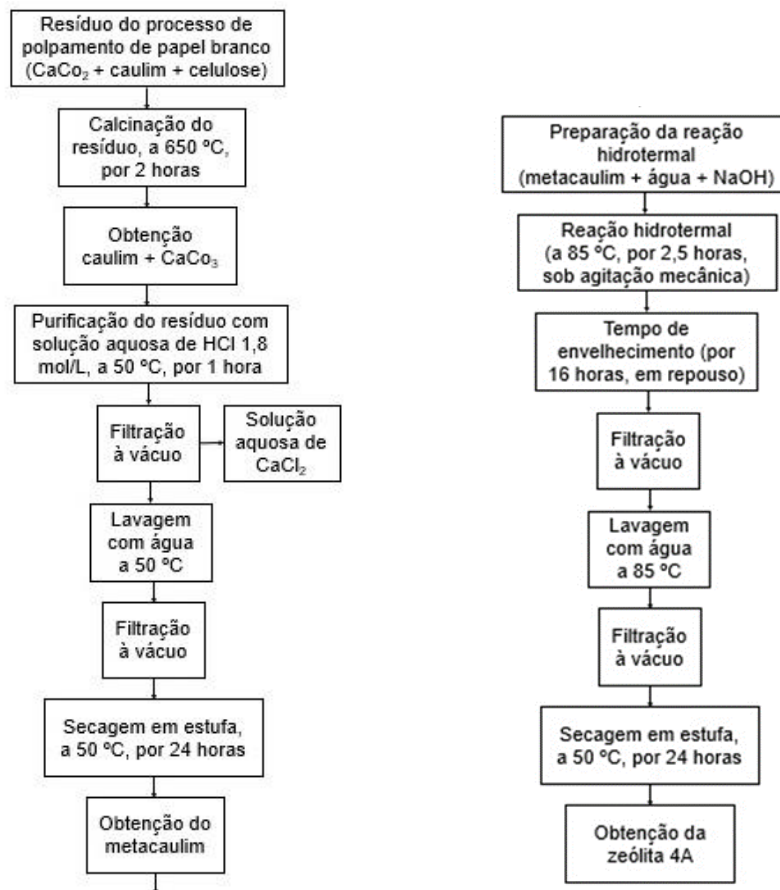 Resíduo do processo de
polpamento de papel branco
(CaCo₂ + caulim + celulose)
Calcinação do
resíduo, a 650 ºC,
por 2 horas
Obtenção
caulim + CaCo₃
Purificação do resíduo com
solução aquosa de HCl 1,8
mol/L, a 50 ºC, por 1 hora
Filtração
à vácuo
Solução
aquosa de
CaCl₂
Lavagem
com água
a 50 ºC
Filtração
à vácuo
Secagem em estufa,
a 50 ºC, por 24 horas
Obtenção do
metacaulim
Preparação da reação
hidrotermal
(metacaulim + água + NaOH)
Reação hidrotermal
(a 85 ºC, por 2,5 horas,
sob agitação mecânica)
Tempo de
envelhecimento (por
16 horas, em repouso)
Filtração
à vácuo
Lavagem
com água
a 85 ºC
Filtração
à vácuo
Secagem em estufa,
a 50 ºC, por 24 horas
Obtenção da
zeólita 4A